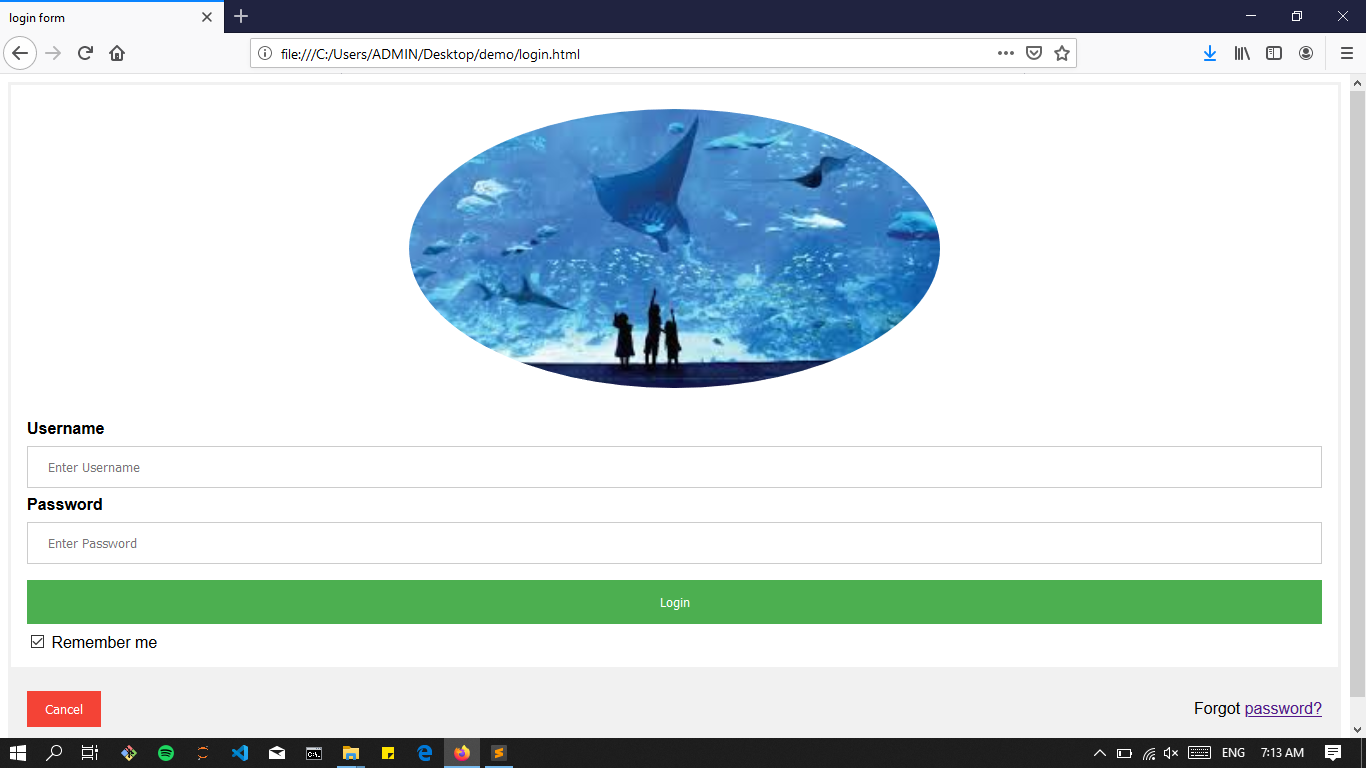 login form
file:///C:/Users/ADMIN/Desktop/demo/login.html
Username
Enter Username
Password
Enter Password
Login
Remember me
Cancel
Forgot password?
ENG
7:13 AM